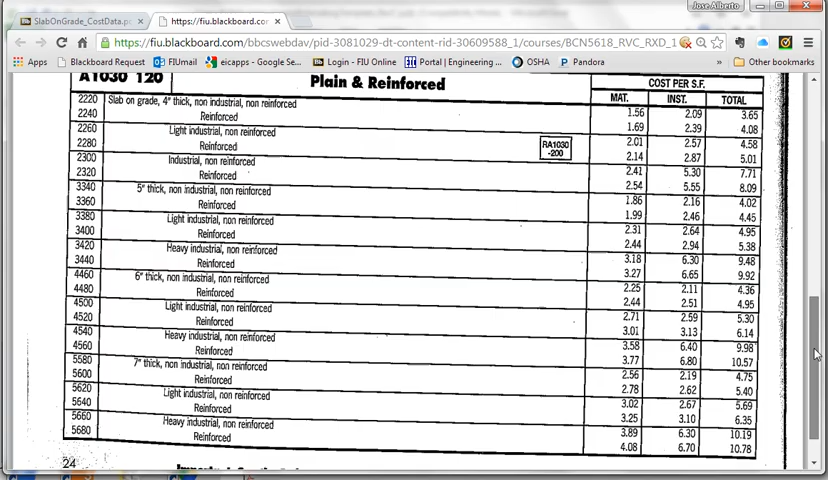 Jose Alberto
SlabOnGrade_CostData.p
https://fiu.blackboard.co
https://fiu.blackboard.com/bbcswebdav/pid-3081029-dt-content-rid-30609588_1/courses/BCN5618_RVC_RXD_1
Apps
Blackboard Request
FIUmail
eicapps - Google Se...
Login - FIU Online
Portal | Engineering ...
OSHA
Pandora
Other bookmarks
A1030 120
Plain & Reinforced
COST PER S.F.
MAT. INST. TOTAL
2220 Slab on grade, 4" thick, non industrial, non reinforced 1.56 2.09 3.65
2240 Reinforced 1.69 2.39 4.08
2260 Light industrial, non reinforced 2.01 2.57 4.58
2280 Reinforced 2.14 2.87 5.01
RA1030
-200
2300 Industrial, non reinforced 2.41 5.30 7.71
2320 Reinforced 2.54 5.55 8.09
3340 5" thick, non industrial, non reinforced 1.86 2.16 4.02
3360 Reinforced 1.99 2.46 4.45
3380 Light industrial, non reinforced 2.31 2.64 4.95
3400 Reinforced 2.44 2.94 5.38
3420 Heavy industrial, non reinforced 3.18 6.30 9.48
3440 Reinforced 3.27 6.65 9.92
4460 6" thick, non industrial, non reinforced 2.25 2.11 4.36
4480 Reinforced 2.44 2.51 4.95
4500 Light industrial, non reinforced 2.71 2.59 5.30
4520 Reinforced 3.01 3.13 6.14
4540 Heavy industrial, non reinforced 3.58 6.40 9.98
4560 Reinforced 3.77 6.80 10.57
5580 7" thick, non industrial, non reinforced 2.56 2.19 4.75
5600 Reinforced 2.78 2.62 5.40
5620 Light industrial, non reinforced 3.02 2.67 5.69
5640 Reinforced 3.25 3.10 6.35
5660 Heavy industrial, non reinforced 3.89 6.30 10.19
5680 Reinforced 4.08 6.70 10.78
24